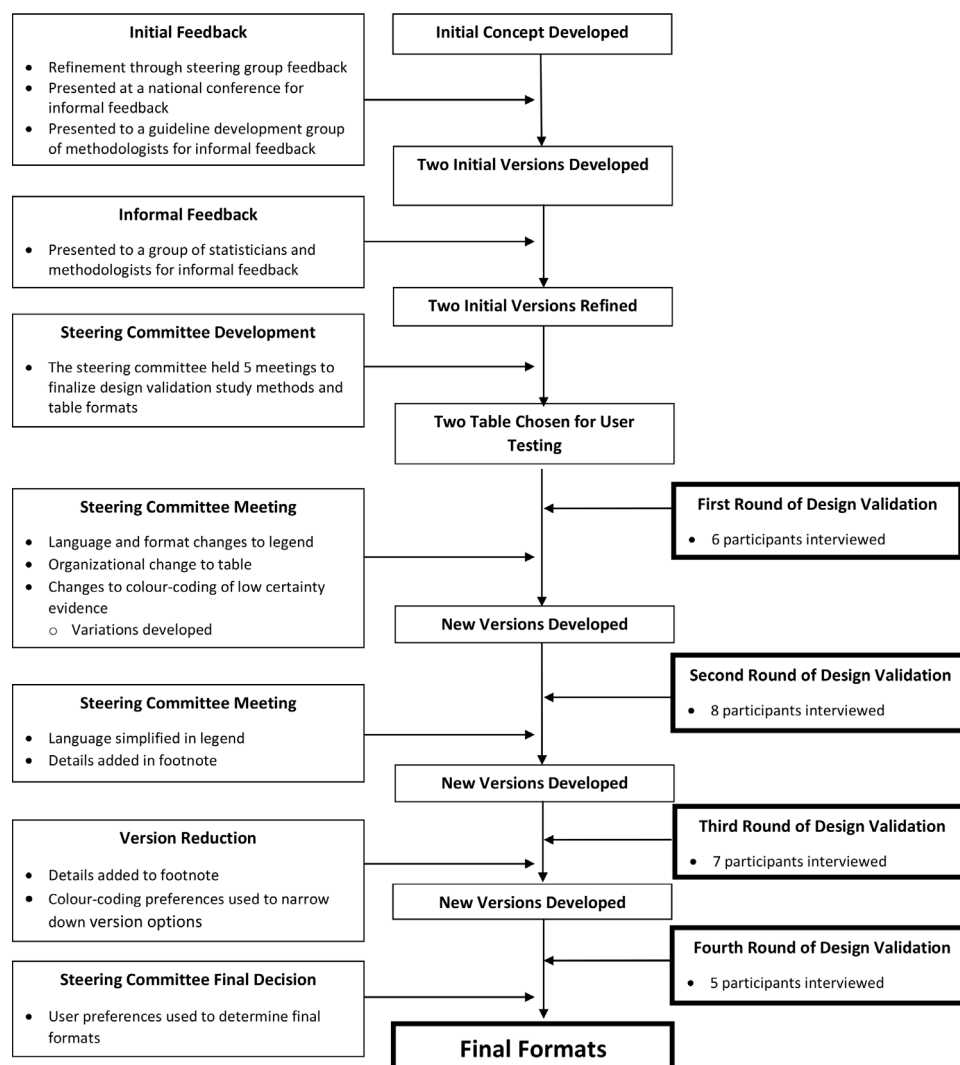 Initial Feedback
• Refinement through steering group feedback
• Presented at a national conference for
informal feedback
• Presented to a guideline development group
of methodologists for informal feedback
Initial Concept Developed
Two Initial Versions Developed
Informal Feedback
• Presented to a group of statisticians and
methodologists for informal feedback
Two Initial Versions Refined
Steering Committee Development
• The steering committee held 5 meetings to
finalize design validation study methods and
table formats
Two Table Chosen for User
Testing
First Round of Design Validation
• 6 participants interviewed
Steering Committee Meeting
• Language and format changes to legend
• Organizational change to table
• Changes to colour-coding of low certainty
evidence
o Variations developed
New Versions Developed
Second Round of Design Validation
• 8 participants interviewed
Steering Committee Meeting
• Language simplified in legend
• Details added in footnote
New Versions Developed
Third Round of Design Validation
• 7 participants interviewed
Version Reduction
• Details added to footnote
• Colour-coding preferences used to narrow
down version options
New Versions Developed
Fourth Round of Design Validation
• 5 participants interviewed
Steering Committee Final Decision
• User preferences used to determine final
formats
Final Formats